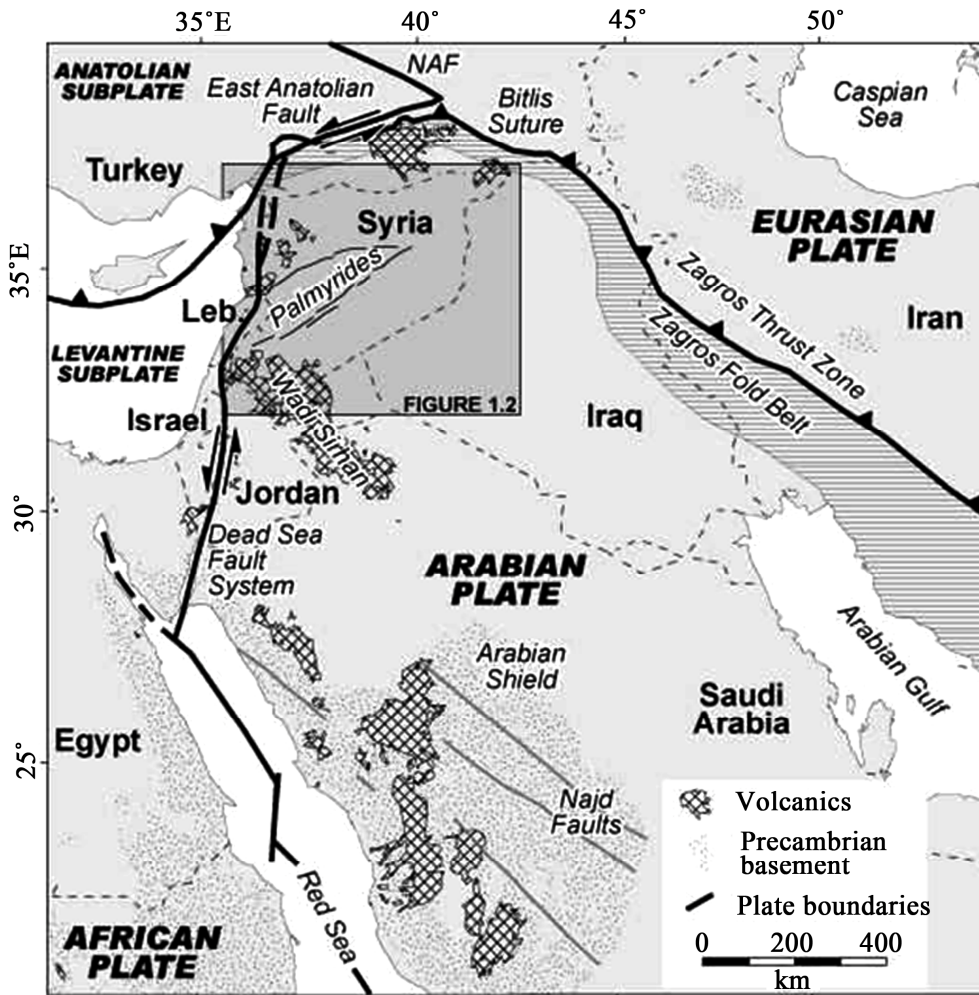 35˚E
40˚
45˚
50˚
ANATOLIAN
SUBPLATE
NAF
East Anatolian
Fault
Bitlis
Suture
Caspian
Sea
Turkey
Syria
EURASIAN
PLATE
35˚E
Palmyrides
Zagros Thrust Zone
Leb.
Iran
Zagros Fold Belt
LEVANTINE
SUBPLATE
Wadi Sirhan
FIGURE 1.2
Israel
Iraq
Jordan
30˚
Dead Sea
Fault
System
ARABIAN
PLATE
Arabian Gulf
Arabian
Shield
Saudi
Arabia
Egypt
25˚
Najd
Faults
Volcanics
Precambrian
basement
Plate boundaries
Red Sea
AFRICAN
PLATE
0 200 400
km